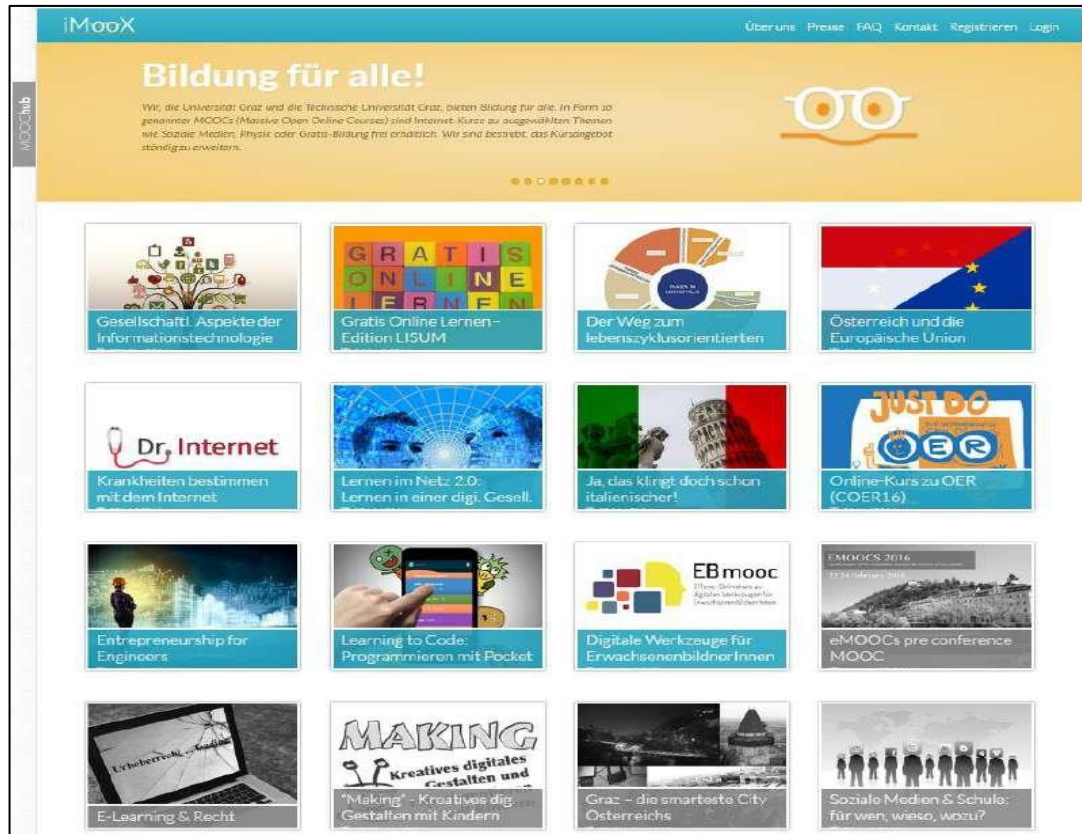 iMooX
Über uns Presse FAQ Kontakt Registrieren Login
MOOChub
Bildung für alle!
Wir, die Universität Graz und die Technische Universität Graz, bieten Bildung für alle. In Form so
genannter MOOCs (Massive Open Online Courses) sind Internet-Kurse zu ausgewählten Themen
wie Soziale Medien, Physik oder Gratis-Bildung frei erhältlich. Wir sind bestrebt, das Kursangebot
ständig zu erweitern.
Gesellschaftl. Aspekte der
Informationstechnologie
GRATIS
ONLINE
LERNEN
Gratis Online Lernen –
Edition LISUM
Der Weg zum
lebenszyklusorientierten
Österreich und die
Europäische Union
Dr. Internet
Krankheiten bestimmen
mit dem Internet
Lernen im Netz 2.0:
Lernen in einer digi. Gesell.
Ja, das klingt doch schon
italienischer!
JUST DO
OER
Online-Kurs zu OER
(COER16)
Entrepreneurship for
Engineers
Learning to Code:
Programmieren mit Pocket
EBmooc
digitalen Werkzeugen für
Digitale Werkzeuge für
ErwachsenenbildnerInnen
EMOOCS 2016
eMOOCs pre conference
MOOC
Urheberrecht
E-Learning & Recht
MAKING
Kreatives digitales
Gestalten und
"Making" - Kreatives dig.
Gestalten mit Kindern
Graz – die smarteste City
Österreichs
Soziale Medien & Schule:
für wen, wieso, wozu?